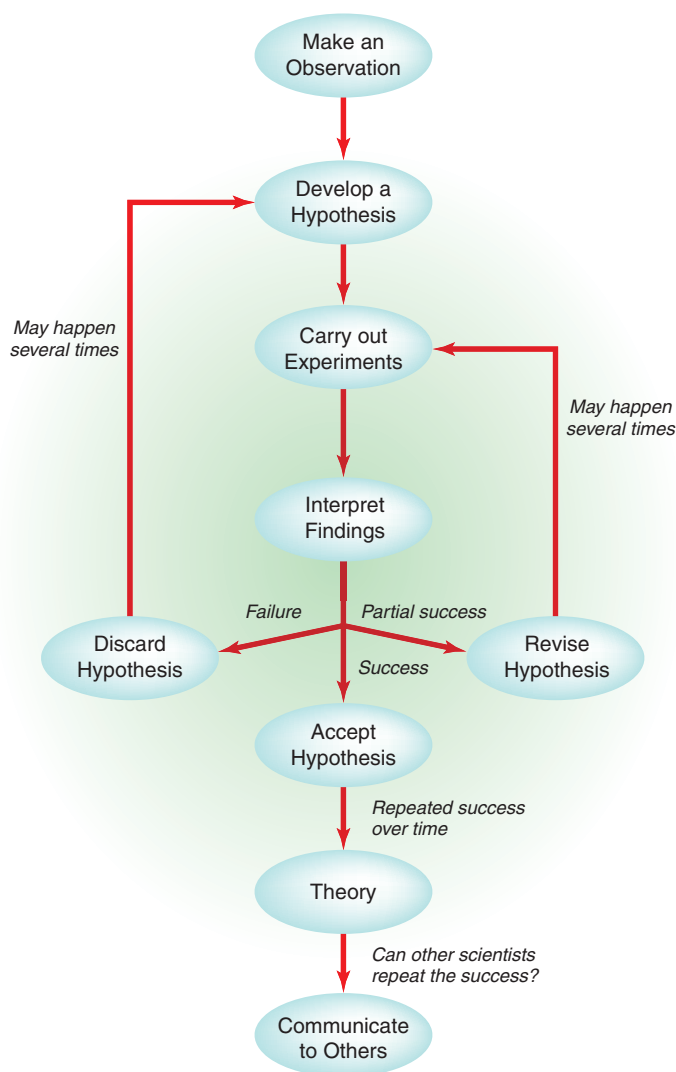 Make an
Observation
Develop a
Hypothesis
May happen
several times
Carry out
Experiments
May happen
several times
Interpret
Findings
Failure
Partial success
Discard
Hypothesis
Success
Revise
Hypothesis
Accept
Hypothesis
Repeated success
over time
Theory
Can other scientists
repeat the success?
Communicate
to Others